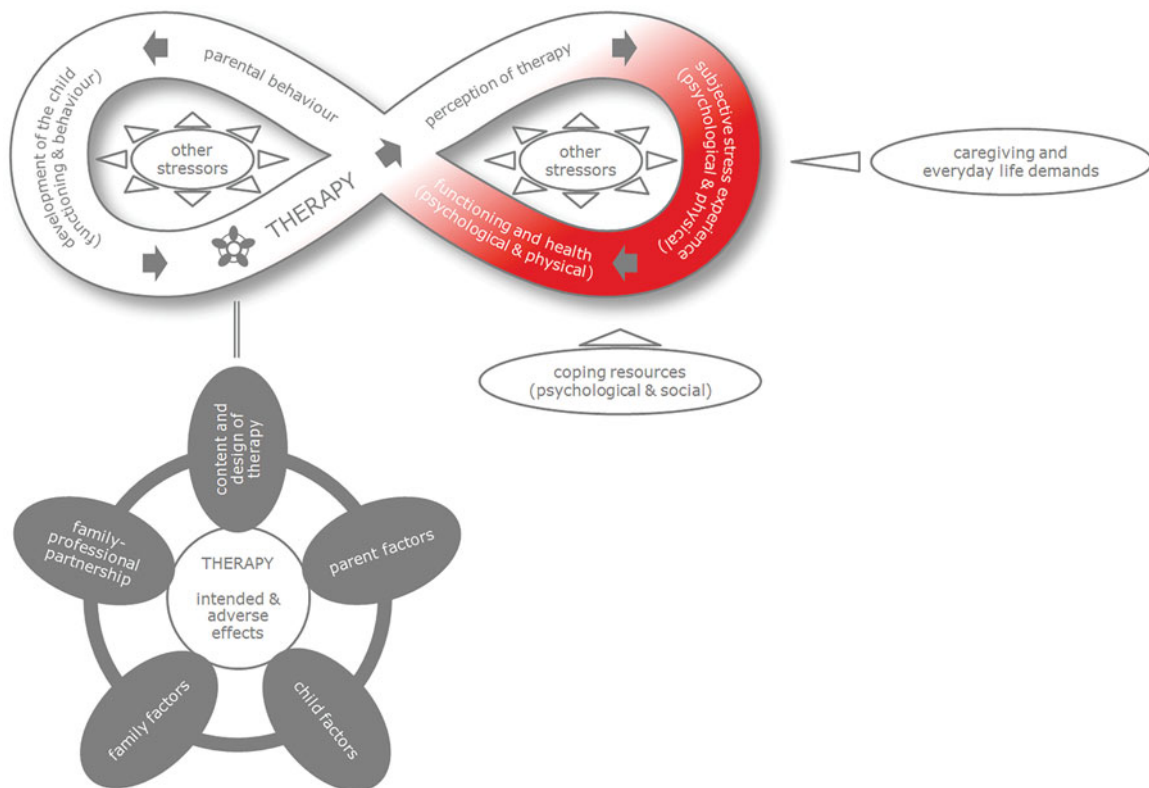 parental behaviour
perception of therapy
development of the child
(functioning & behaviour)
other
stressors
THERAPY
other
stressors
subjective stress experience
(psychological & physical)
functioning and health
(psychological & physical)
caregiving and
everyday life demands
coping resources
(psychological & social)
content and
design of
therapy
family-
professional
partnership
parent factors
THERAPY
intended &
adverse
effects
family factors
child factors